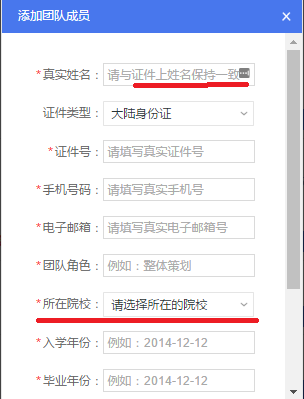 添加团队成员 ×
*真实姓名： 请与证件上姓名保持一致
证件类型： 大陆身份证
*证件号： 请填写真实证件号
*手机号码： 请填写真实手机号
*电子邮箱： 请填写真实电子邮箱号
*团队角色： 例如：整体策划
*所在院校： 请选择所在的院校
*入学年份： 例如：2014-12-12
*毕业年份： 例如：2014-12-12